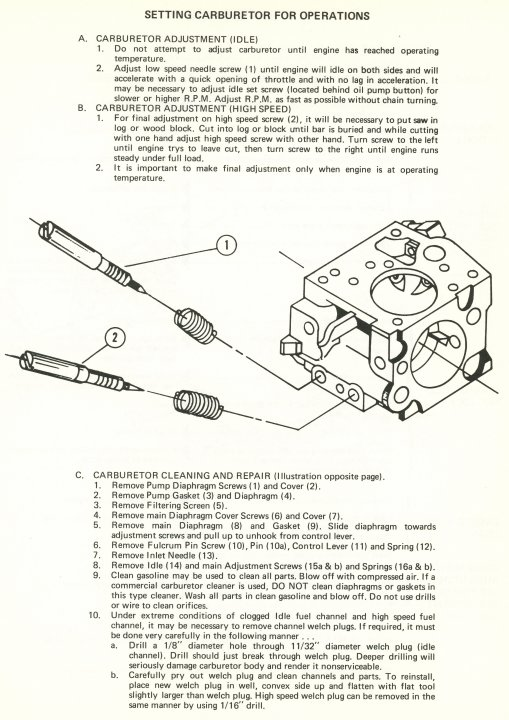 SETTING CARBURETOR FOR OPERATIONS
A. CARBURETOR ADJUSTMENT (IDLE)
1. Do not attempt to adjust carburetor until engine has reached operating
temperature.
2. Adjust low speed needle screw (1) until engine will idle on both sides and will
accelerate with a quick opening of throttle and with no lag in acceleration. It
may be necessary to adjust idle set screw (located behind oil pump button) for
slower or higher R.P.M. Adjust R.P.M. as fast as possible without chain turning.
B. CARBURETOR ADJUSTMENT (HIGH SPEED)
1. For final adjustment on high speed screw (2), it will be necessary to put saw in
log or wood block. Cut into log or block until bar is buried and while cutting
with one hand adjust high speed screw with other hand. Turn screw to the left
until engine trys to leave cut, then turn screw to the right until engine runs
steady under full load.
2. It is important to make final adjustment only when engine is at operating
temperature.
1
2
C. CARBURETOR CLEANING AND REPAIR (Illustration opposite page).
1. Remove Pump Diaphragm Screws (1) and Cover (2).
2. Remove Pump Gasket (3) and Diaphragm (4).
3. Remove Filtering Screen (5).
4. Remove main Diaphragm Cover Screws (6) and Cover (7).
5. Remove main Diaphragm (8) and Gasket (9). Slide diaphragm towards
adjustment screws and pull up to unhook from control lever.
6. Remove Fulcrum Pin Screw (10), Pin (10a), Control Lever (11) and Spring (12).
7. Remove Inlet Needle (13).
8. Remove Idle (14) and main Adjustment Screws (15a & b) and Springs (16a & b).
9. Clean gasoline may be used to clean all parts. Blow off with compressed air. If a
commercial carburetor cleaner is used, DO NOT clean diaphragms or gaskets in
this type cleaner. Wash all parts in clean gasoline and blow off. Do not use drills
or wire to clean orifices.
10. Under extreme conditions of clogged Idle fuel channel and high speed fuel
channel, it may be necessary to remove channel welch plugs. If required, it must
be done very carefully in the following manner . . .
a. Drill a 1/8" diameter hole through 11/32" diameter welch plug (idle
channel). Drill should just break through welch plug. Deeper drilling will
seriously damage carburetor body and render it nonserviceable.
b. Carefully pry out welch plug and clean channels and parts. To reinstall,
place new welch plug in well, convex side up and flatten with flat tool
slightly larger than welch plug. High speed welch plug can be removed in the
same manner by using 1/16" drill.